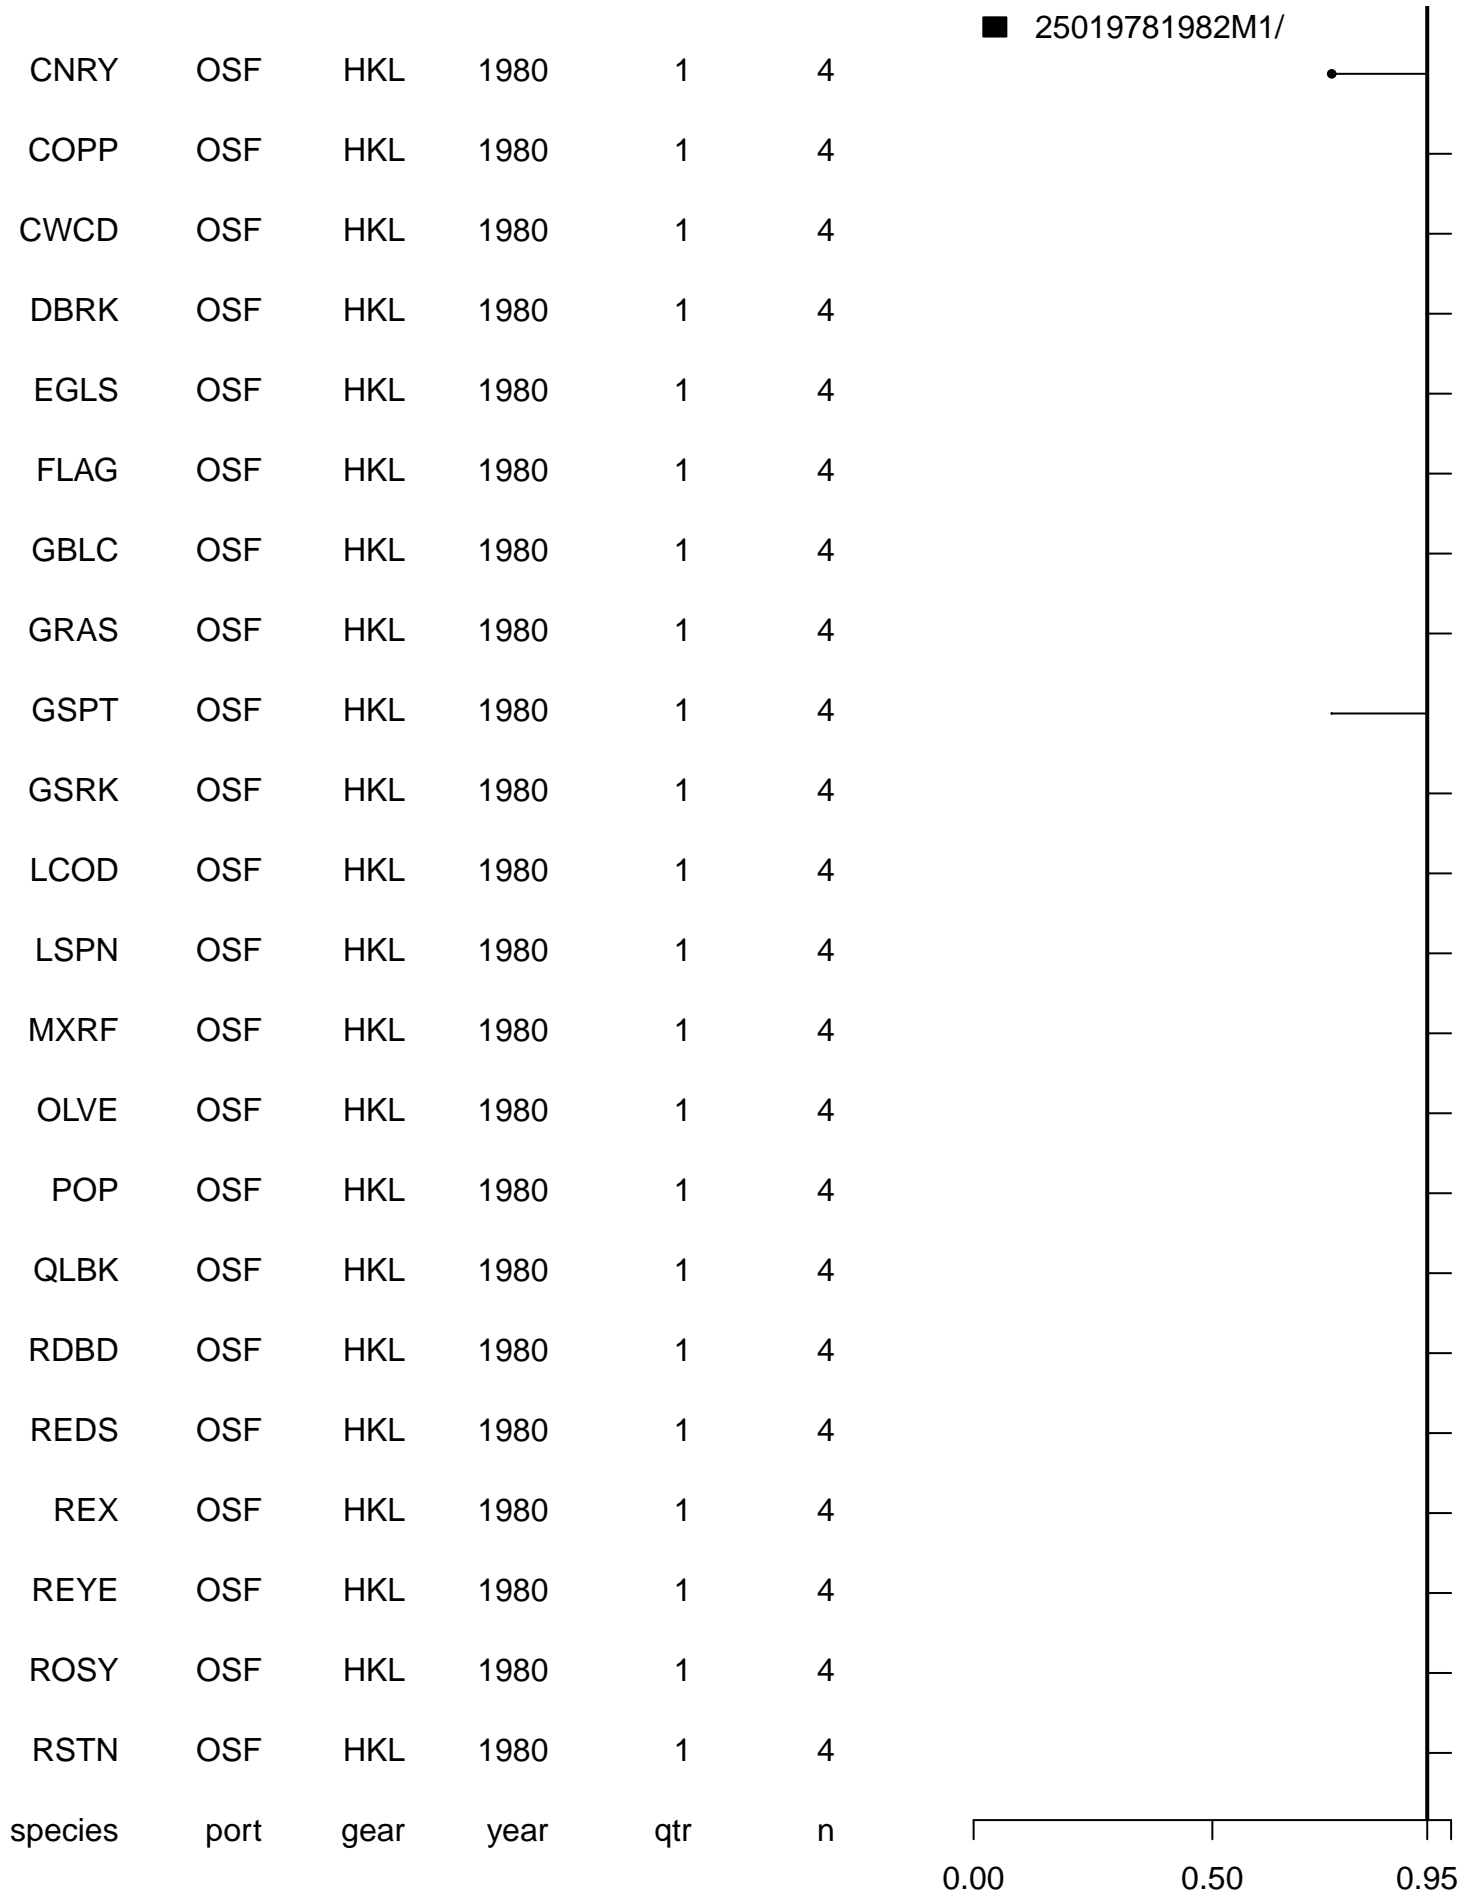 25019781982M1/
CNRY OSF HKL 1980 1 4
COPP OSF HKL 1980 1 4
CWCD OSF HKL 1980 1 4
DBRK OSF HKL 1980 1 4
EGLS OSF HKL 1980 1 4
FLAG OSF HKL 1980 1 4
GBLC OSF HKL 1980 1 4
GRAS OSF HKL 1980 1 4
GSPT OSF HKL 1980 1 4
GSRK OSF HKL 1980 1 4
LCOD OSF HKL 1980 1 4
LSPN OSF HKL 1980 1 4
MXRF OSF HKL 1980 1 4
OLVE OSF HKL 1980 1 4
POP OSF HKL 1980 1 4
QLBK OSF HKL 1980 1 4
RDBD OSF HKL 1980 1 4
REDS OSF HKL 1980 1 4
REX OSF HKL 1980 1 4
REYE OSF HKL 1980 1 4
ROSY OSF HKL 1980 1 4
RSTN OSF HKL 1980 1 4
species port gear year qtr n
0.00 0.50 0.95